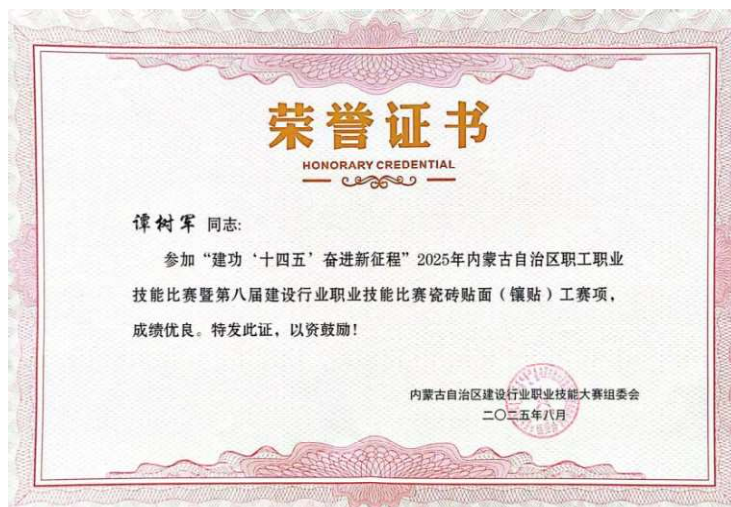 荣誉证书
HONORARY CREDENTIAL
谭树军 同志:
参加“建功‘十四五’奋进新征程”2025年内蒙古自治区职工职业
技能比赛暨第八届建设行业职业技能比赛瓷砖贴面（镶贴）工赛项，
成绩优良。特发此证，以资鼓励！
内蒙古自治区建设行业职业技能大赛组委会
二〇二五年八月